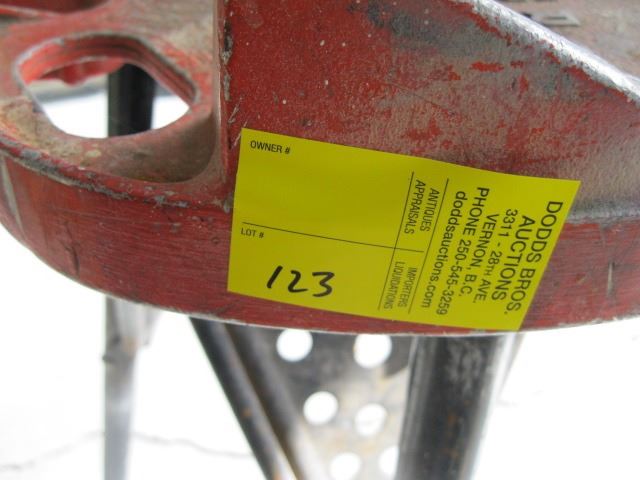 OWNER #
LOT #
123
ANTIQUES
APPRAISALS
IMPORTERS
LIQUIDATIONS
DODDS BROS.
AUCTIONS
3311 - 28TH AVE.
VERNON, B.C.
PHONE 250-545-3259
doddsauctions.com